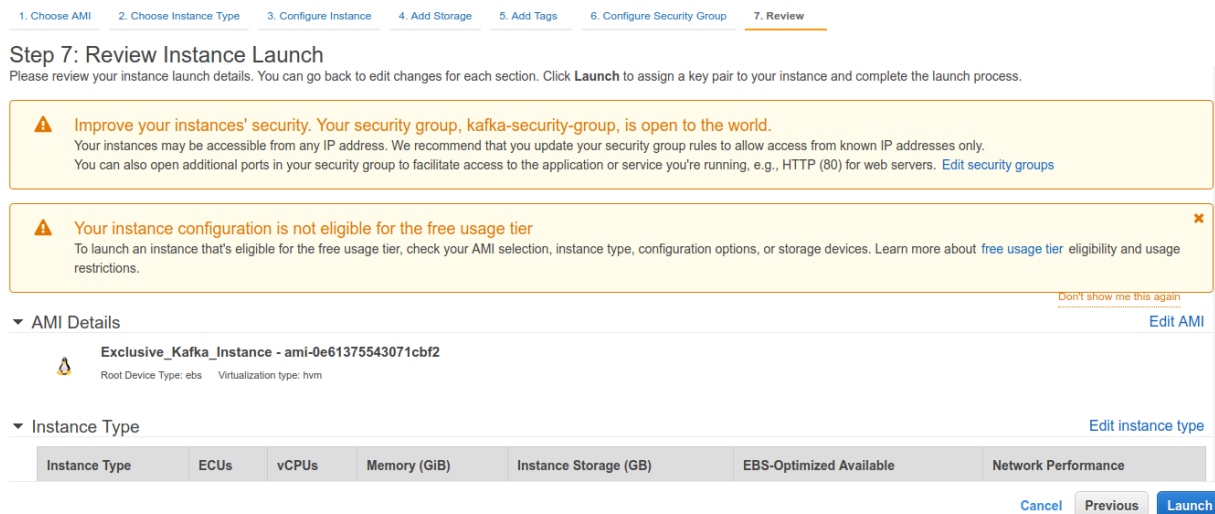 1. Choose AMI 2. Choose Instance Type 3. Configure Instance 4. Add Storage 5. Add Tags 6. Configure Security Group 7. Review
Step 7: Review Instance Launch
Please review your instance launch details. You can go back to edit changes for each section. Click Launch to assign a key pair to your instance and complete the launch process.
Improve your instances' security. Your security group, kafka-security-group, is open to the world.
Your instances may be accessible from any IP address. We recommend that you update your security group rules to allow access from known IP addresses only.
You can also open additional ports in your security group to facilitate access to the application or service you're running, e.g., HTTP (80) for web servers. Edit security groups
Your instance configuration is not eligible for the free usage tier
To launch an instance that's eligible for the free usage tier, check your AMI selection, instance type, configuration options, or storage devices. Learn more about free usage tier eligibility and usage
restrictions.
Don't show me this again
AMI Details Edit AMI
Exclusive_Kafka_Instance - ami-0e61375543071cbf2
Root Device Type: ebs Virtualization type: hvm
Instance Type Edit instance type
Instance Type ECUs vCPUs Memory (GiB) Instance Storage (GB) EBS-Optimized Available Network Performance
Cancel Previous Launch